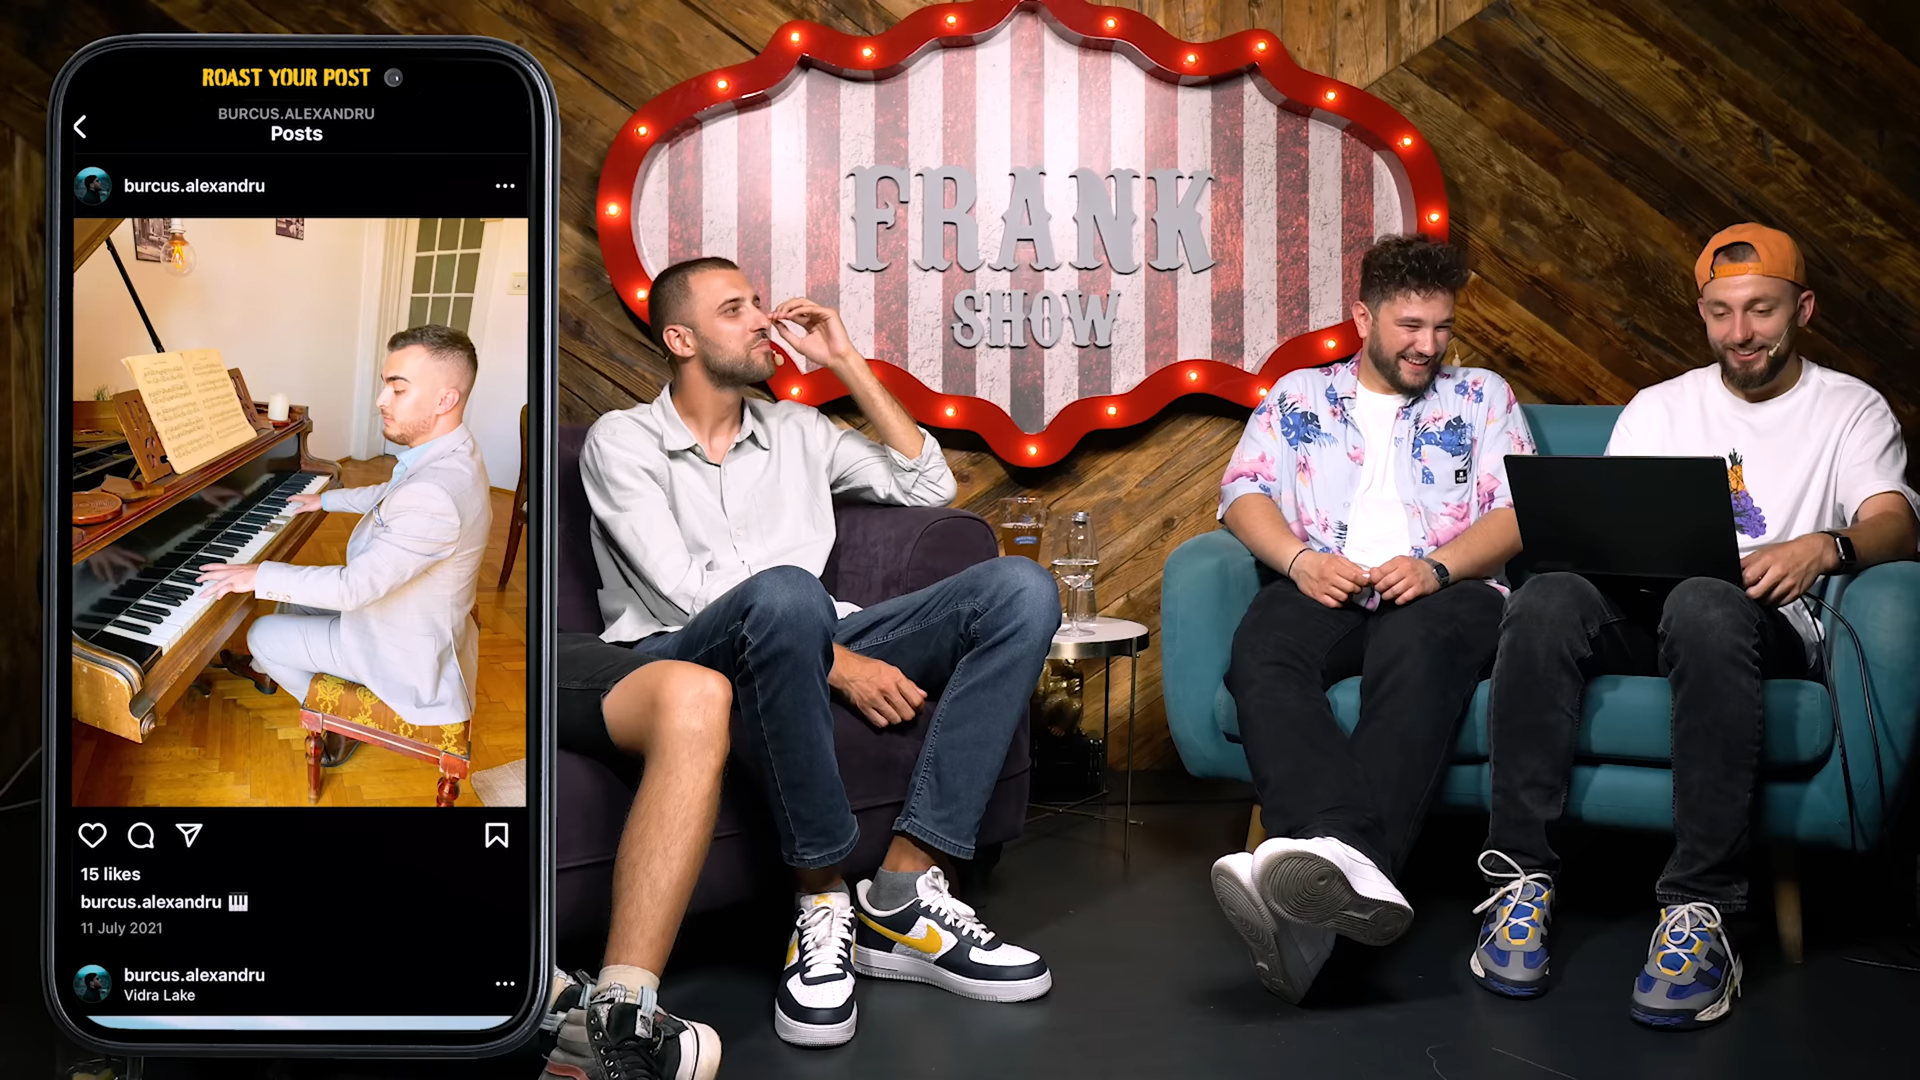 ROAST YOUR POST
BURCUS.ALEXANDRU
Posts
burcus.alexandru
15 likes
burcus.alexandru
11 July 2021
burcus.alexandru
Vidra Lake
FRANK
SHOW